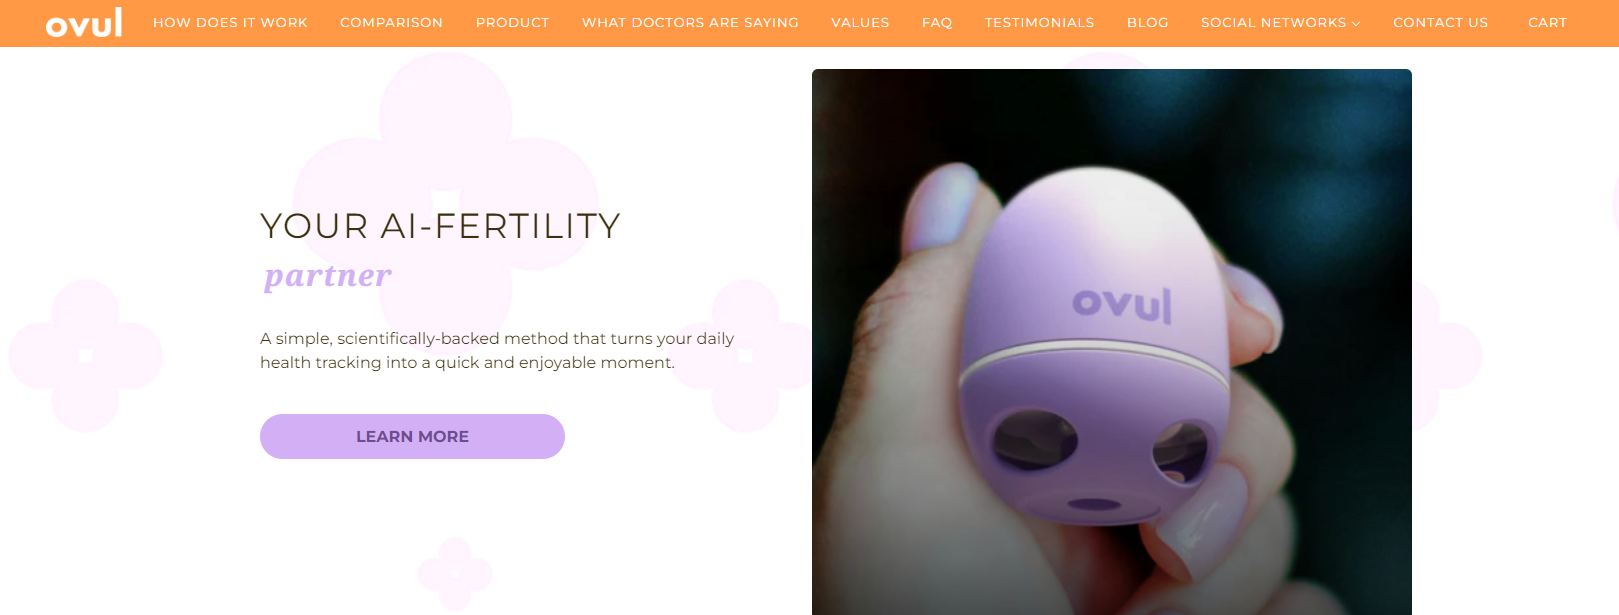 ovul HOW DOES IT WORK COMPARISON PRODUCT WHAT DOCTORS ARE SAYING VALUES FAQ TESTIMONIALS BLOG SOCIAL NETWORKS CONTACT US CART
YOUR AI-FERTILITY
partner
A simple, scientifically-backed method that turns your daily
health tracking into a quick and enjoyable moment.
LEARN MORE
ovul